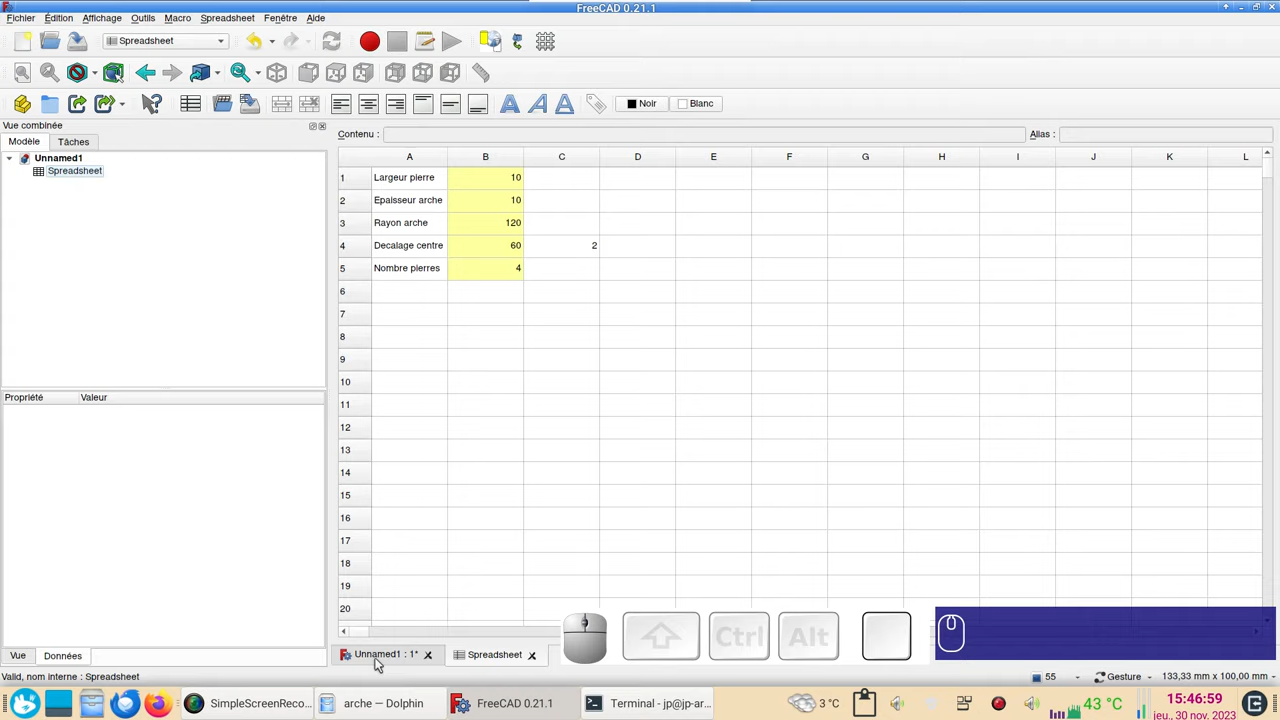 FreeCAD 0.21.1
Fichier Édition Affichage Outils Macro Spreadsheet Fenêtre Aide
Spreadsheet
Noir Blanc
Vue combinée
Contenu : Alias :
Modèle Tâches
A B C D E F G H I J K L
Unnamed1
Spreadsheet
1 Largeur pierre 10
2 Epaisseur arche 10
3 Rayon arche 120
4 Decalage centre 60 2
5 Nombre pierres 4
6
7
8
9
10
11
12
13
14
15
16
17
18
19
20
Propriété Valeur
Ctrl Alt
Vue Données
Unnamed1 : 1* Spreadsheet
Valid, nom interne : Spreadsheet
55 Gesture 133,33 mm x 100,00 mm
SimpleScreenReco... arche — Dolphin FreeCAD 0.21.1 Terminal - jp@jp-ar...
3 °C 43 °C
15:46:59
jeu., 30 nov. 2023